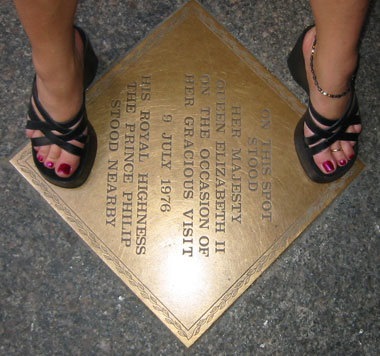 ON THIS SPOT
STOOD
HER MAJESTY
QUEEN ELIZABETH II
ON THE OCCASION OF
HER GRACIOUS VISIT
9 JULY 1976
HIS ROYAL HIGHNESS
THE PRINCE PHILIP
STOOD NEARBY